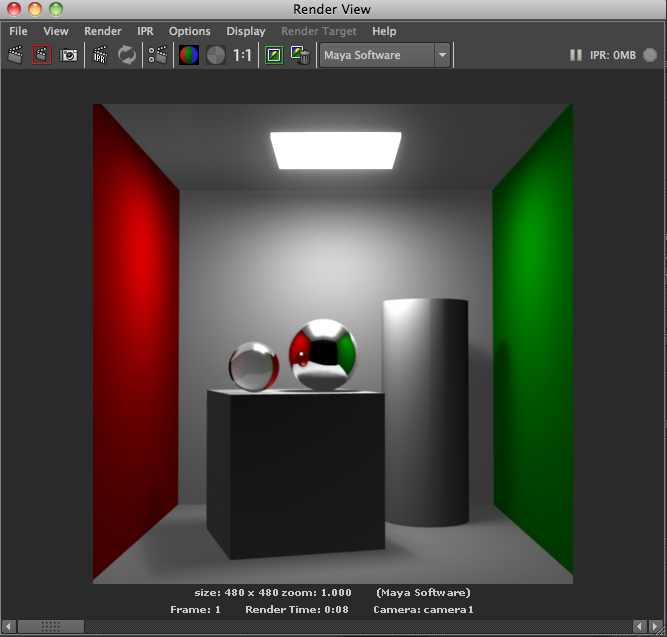 Render View
File View Render IPR Options Display Render Target Help
IPR 1:1 Maya Software IPR: 0MB
size: 480 x 480 zoom: 1.000 (Maya Software)
Frame: 1 Render Time: 0:08 Camera: camera1